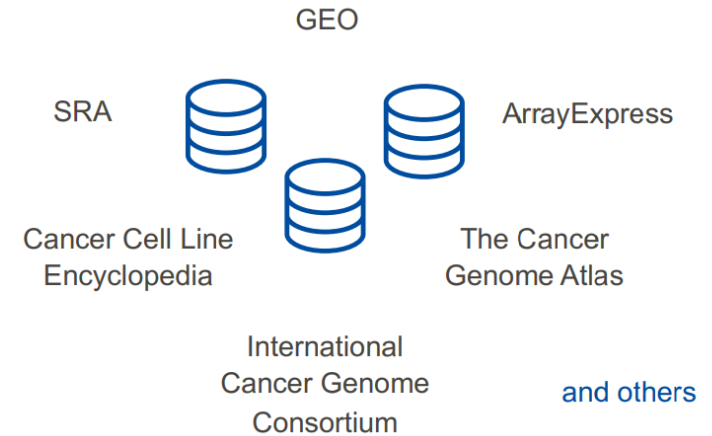 GEO
SRA
ArrayExpress
Cancer Cell Line
Encyclopedia
The Cancer
Genome Atlas
International
Cancer Genome
Consortium
and others